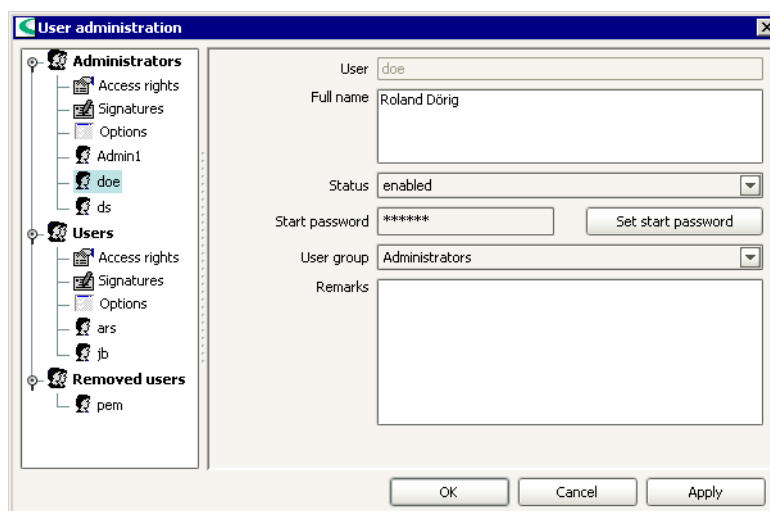 User administration
Administrators
Access rights
Signatures
Options
Admin1
doe
ds
Users
Access rights
Signatures
Options
ars
jb
Removed users
pem
User doe
Full name Roland Dörig
Status enabled
Start password ****** Set start password
User group Administrators
Remarks
OK Cancel Apply